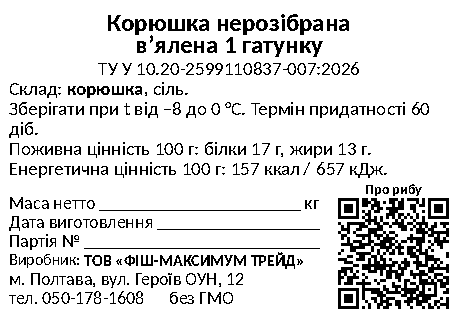 Корюшка нерозібрана
в’ялена 1 гатунку
ТУ У 10.20-2599110837-007:2026
Склад: корюшка, сіль.
Зберігати при t від –8 до 0 °С. Термін придатності 60
діб.
Поживна цінність 100 г: білки 17 г, жири 13 г.
Енергетична цінність 100 г: 157 ккал / 657 кДж.
Про рибу
Маса нетто ______________________ кг
Дата виготовлення __________________
Партія № __________________________
Виробник: ТОВ «ФІШ-МАКСИМУМ ТРЕЙД»
м. Полтава, вул. Героїв ОУН, 12
тел. 050-178-1608 без ГМО